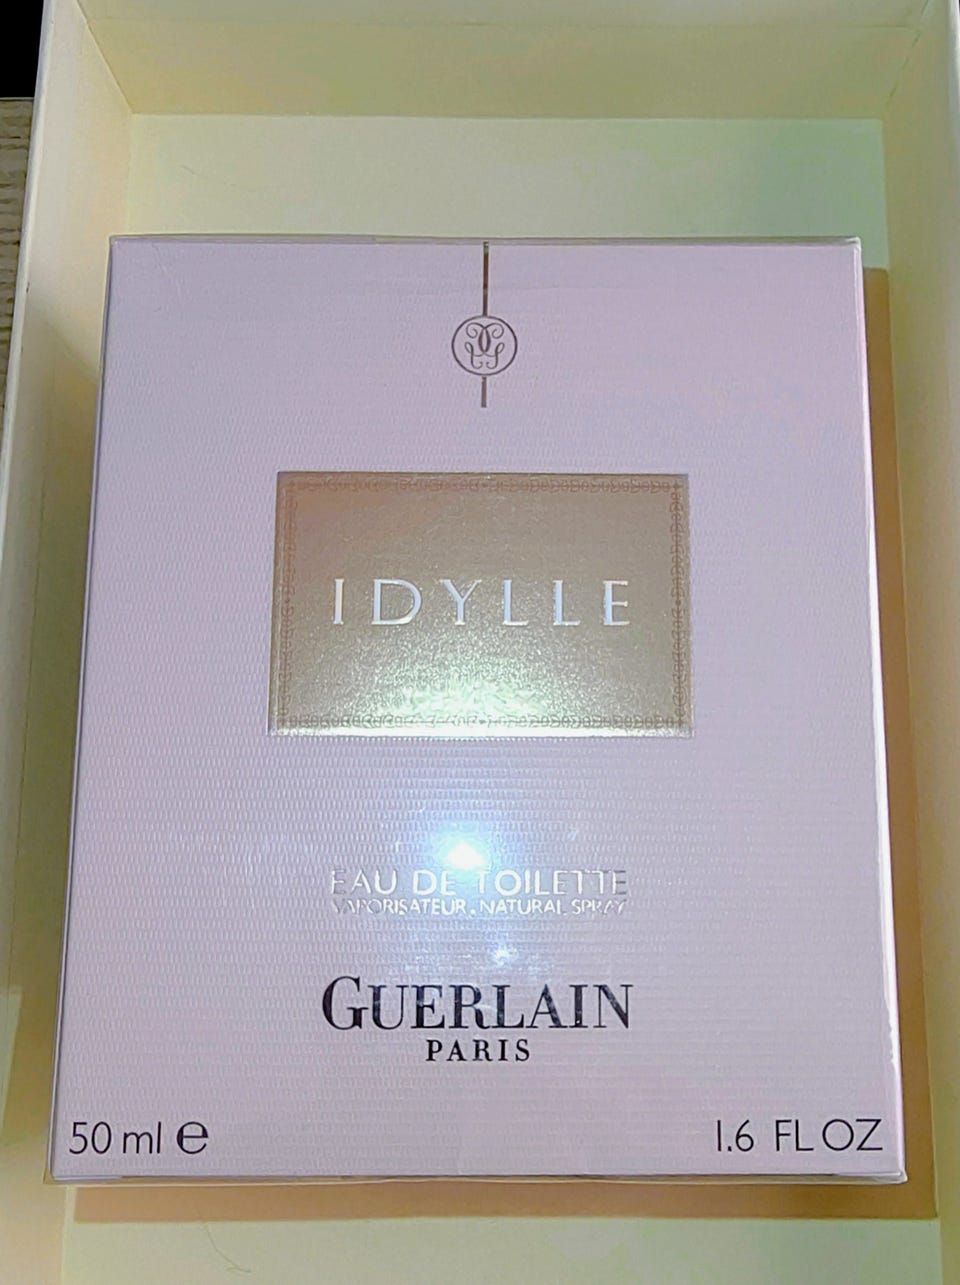 IDYLLE
EAU DE TOILETTE
VAPORISATEUR. NATURAL SPRAY
GUERLAIN
PARIS
50 ml e
1.6 FL OZ